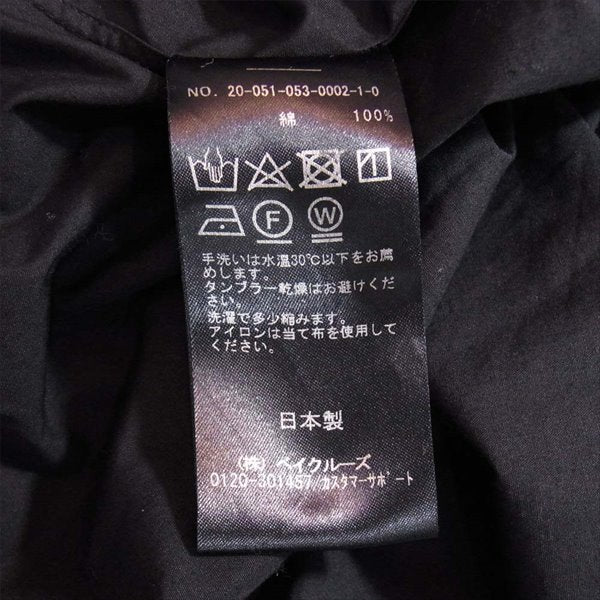 NO. 20-051-053-0002-1-0
綿 100%
F W
手洗いは水温30℃以下をお薦
めします。
タンブラー乾燥はお避けくださ
い。
洗濯で多少縮みます。
アイロンは当て布を使用して
ください。
日本製
(株) ベイクルーズ
0120-301457/カスタマーサポート